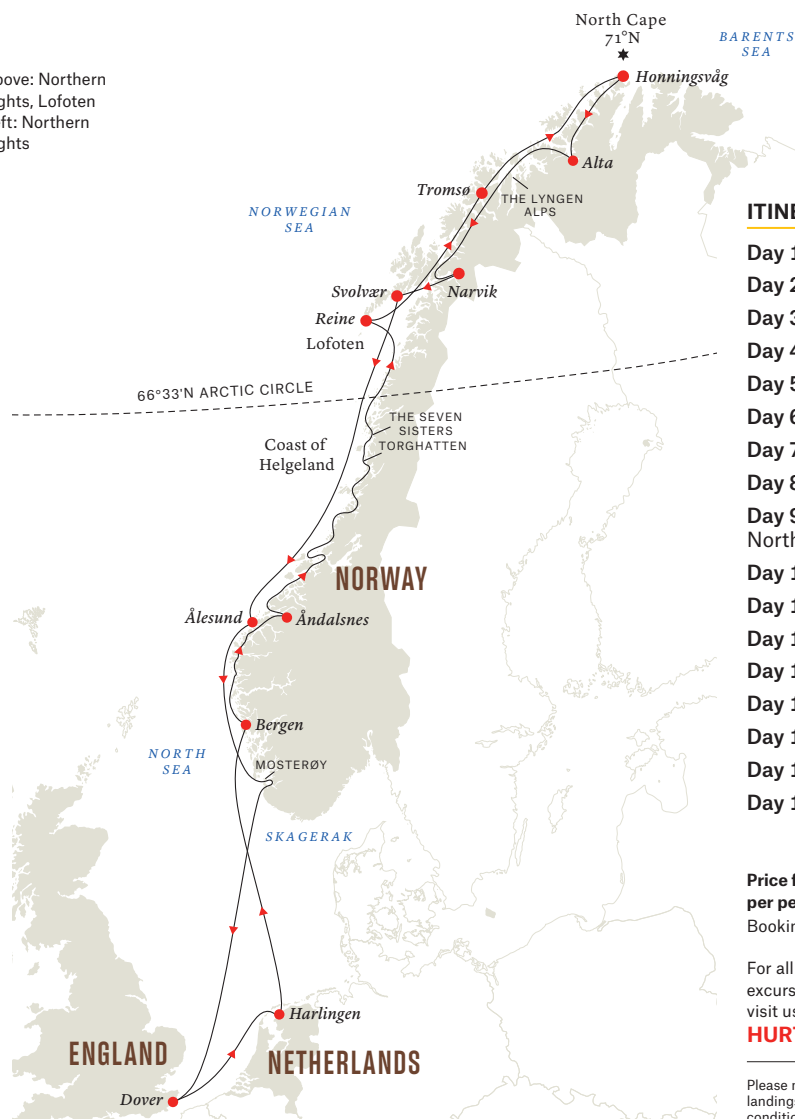 ove: Northern
ghts, Lofoten
ft: Northern
ghts
North Cape
71°N
BARENTS
SEA
Honningsvåg
Alta
Tromsø
THE LYNGEN
ALPS
NORWEGIAN
SEA
Svolvær
Narvik
Reine
Lofoten
66°33'N ARCTIC CIRCLE
THE SEVEN
SISTERS
TORGHATTEN
Coast of
Helgeland
NORWAY
Ålesund
Åndalsnes
Bergen
NORTH
SEA
MOSTERØY
SKAGERAK
Harlingen
ENGLAND
NETHERLANDS
Dover
ITINE
Day 1
Day 2
Day 3
Day 4
Day 5
Day 6
Day 7
Day 8
Day 9
North
Day 1
Day 1
Day 1
Day 1
Day 1
Day 1
Day 1
Day 1
Price f
per pe
Bookin
For all
excurs
visit us
HURT
Please n
landings
conditio